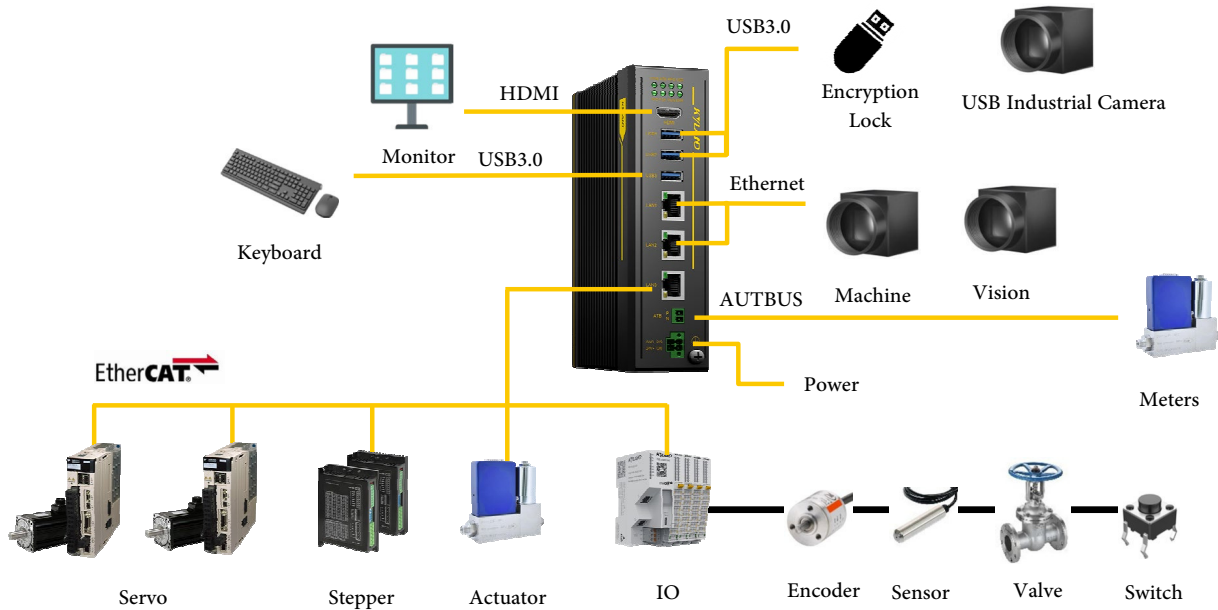 USB3.0
HDMI
Encryption
Lock
USB Industrial Camera
Monitor
USB3.0
KYLAND
Ethernet
Keyboard
AUTBUS
Machine
Vision
EtherCAT®
Power
Meters
Servo
Stepper
Actuator
IO
Encoder
Sensor
Valve
Switch